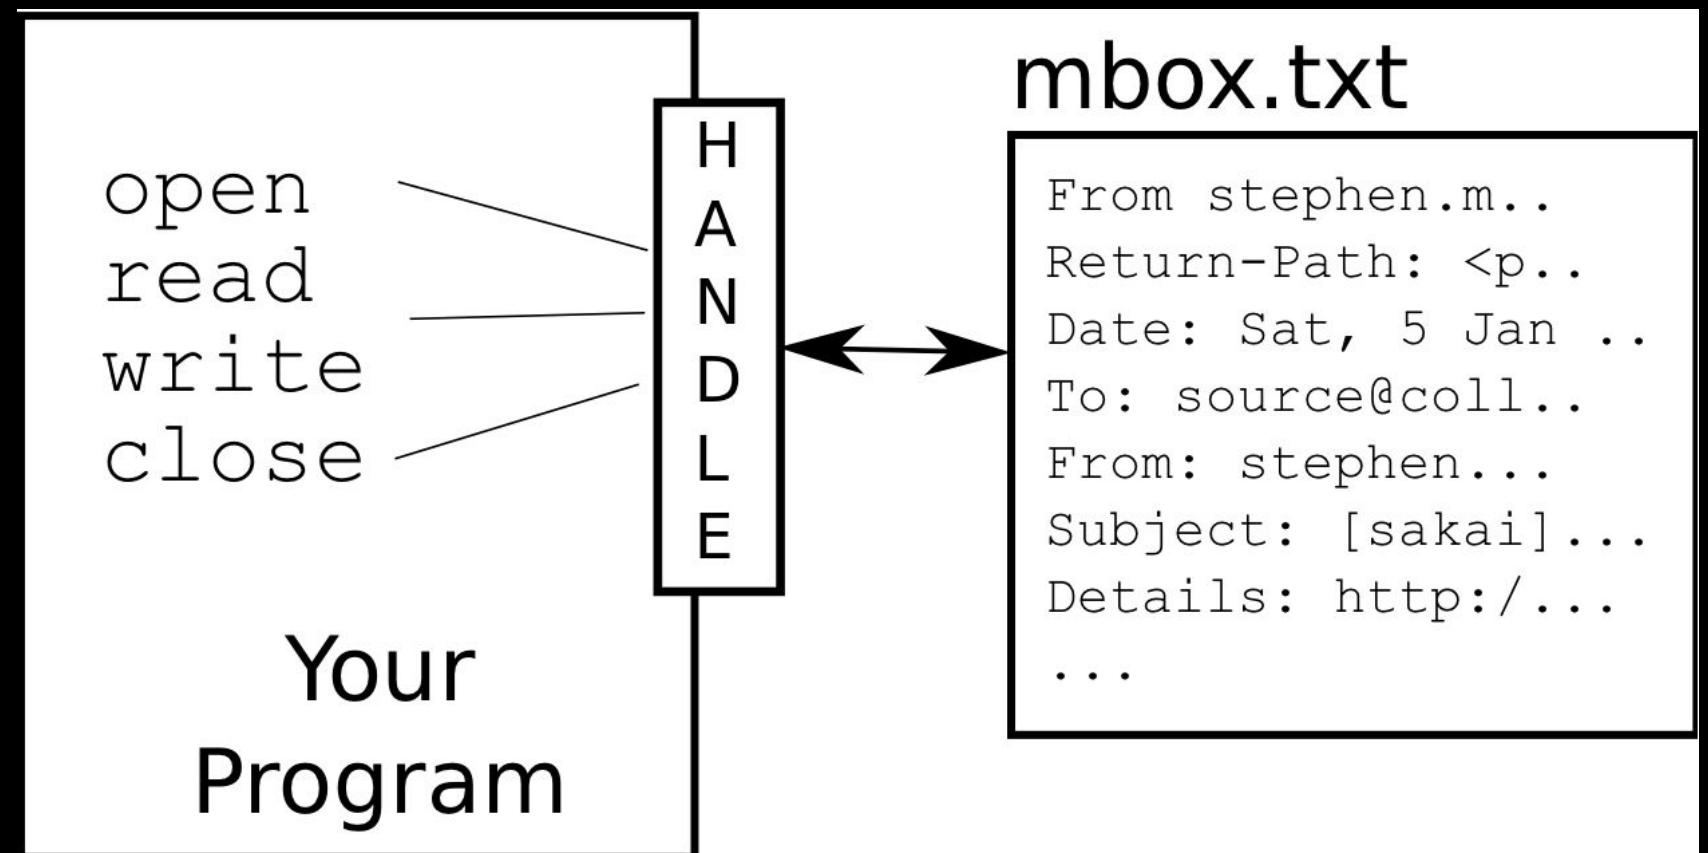 open
read
write
close
Your
Program
H
A
N
D
L
E
mbox.txt
From stephen.m..
Return-Path: <p..
Date: Sat, 5 Jan ..
To: source@coll..
From: stephen...
Subject: [sakai]...
Details: http:/...
...